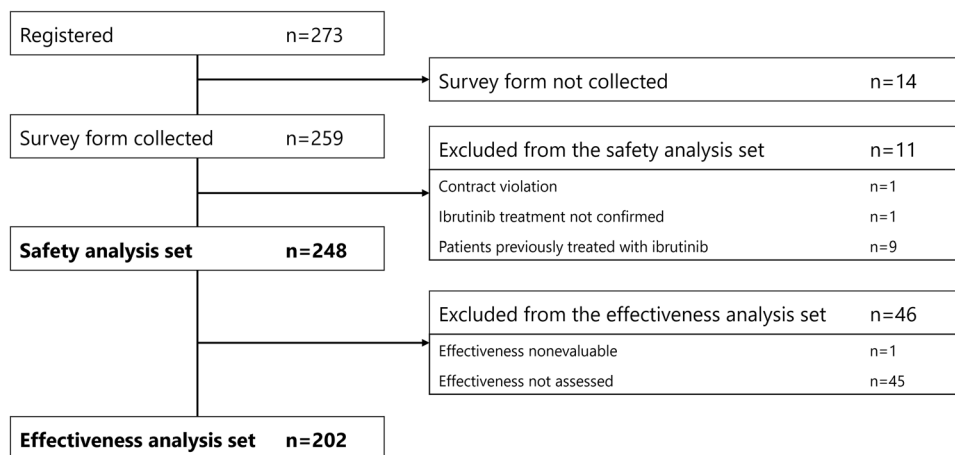 Registered n=273
Survey form not collected n=14
Survey form collected n=259
Excluded from the safety analysis set n=11
Contract violation n=1
Ibrutinib treatment not confirmed n=1
Patients previously treated with ibrutinib n=9
Safety analysis set n=248
Excluded from the effectiveness analysis set n=46
Effectiveness nonevaluable n=1
Effectiveness not assessed n=45
Effectiveness analysis set n=202